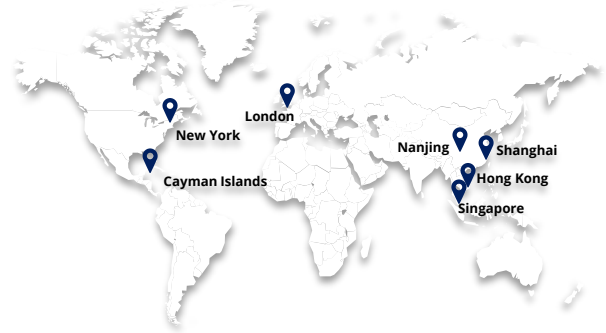 London
New York
Nanjing
Shanghai
Cayman Islands
Hong Kong
Singapore